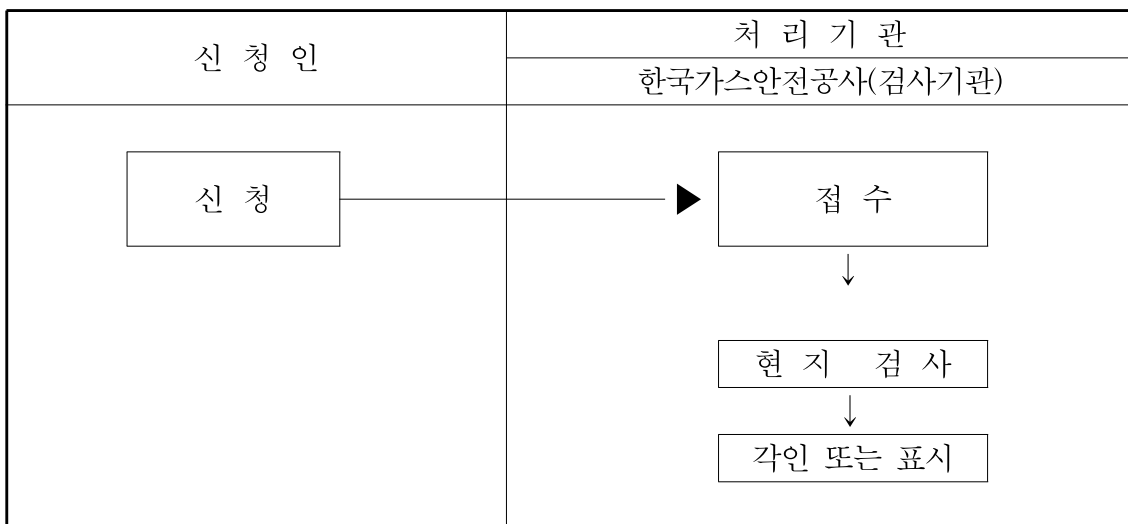 신 청 인
처 리 기 관
한국가스안전공사(검사기관)
신 청
접 수
현 지 검 사
각인 또는 표시